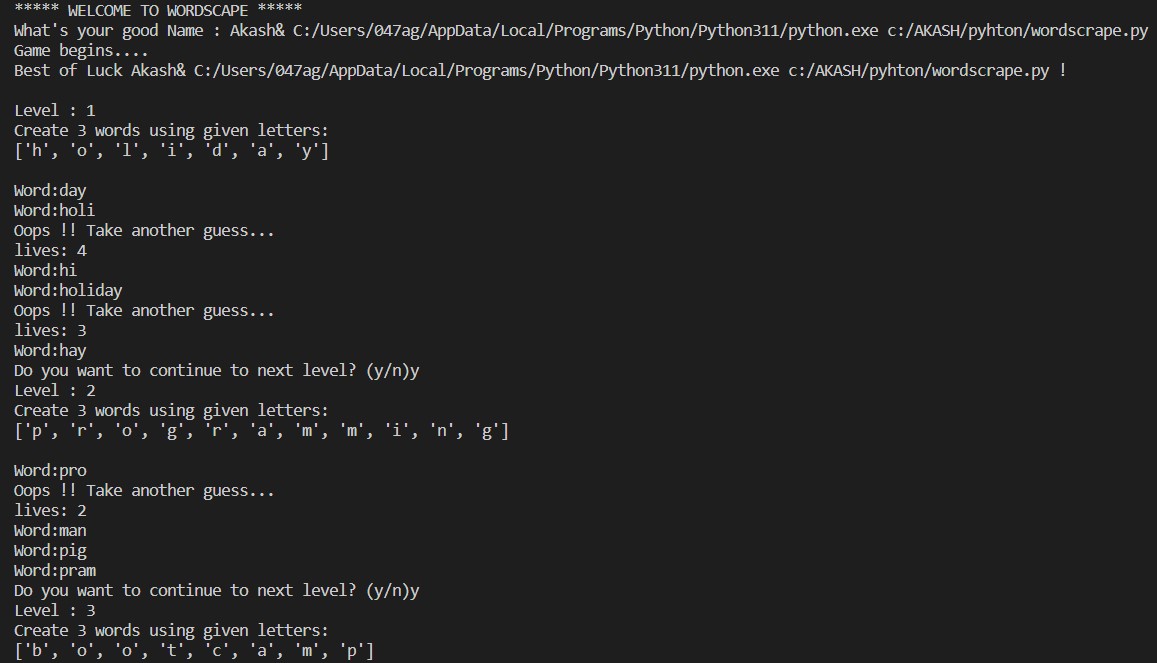 ***** WELCOME TO WORDSCAPE *****
What's your good Name : Akash& C:/Users/047ag/AppData/Local/Programs/Python/Python311/python.exe c:/AKASH/pyhton/wordscrape.py
Game begins....
Best of Luck Akash& C:/Users/047ag/AppData/Local/Programs/Python/Python311/python.exe c:/AKASH/pyhton/wordscrape.py !
Level : 1
Create 3 words using given letters:
['h', 'o', 'l', 'i', 'd', 'a', 'y']
Word:day
Word:holi
Oops !! Take another guess...
lives: 4
Word:hi
Word:holiday
Oops !! Take another guess...
lives: 3
Word:hay
Do you want to continue to next level? (y/n)y
Level : 2
Create 3 words using given letters:
['p', 'r', 'o', 'g', 'r', 'a', 'm', 'm', 'i', 'n', 'g']
Word:pro
Oops !! Take another guess...
lives: 2
Word:man
Word:pig
Word:pram
Do you want to continue to next level? (y/n)y
Level : 3
Create 3 words using given letters:
['b', 'o', 'o', 't', 'c', 'a', 'm', 'p']